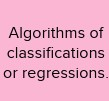 Algorithms of
classifications
or regressions.